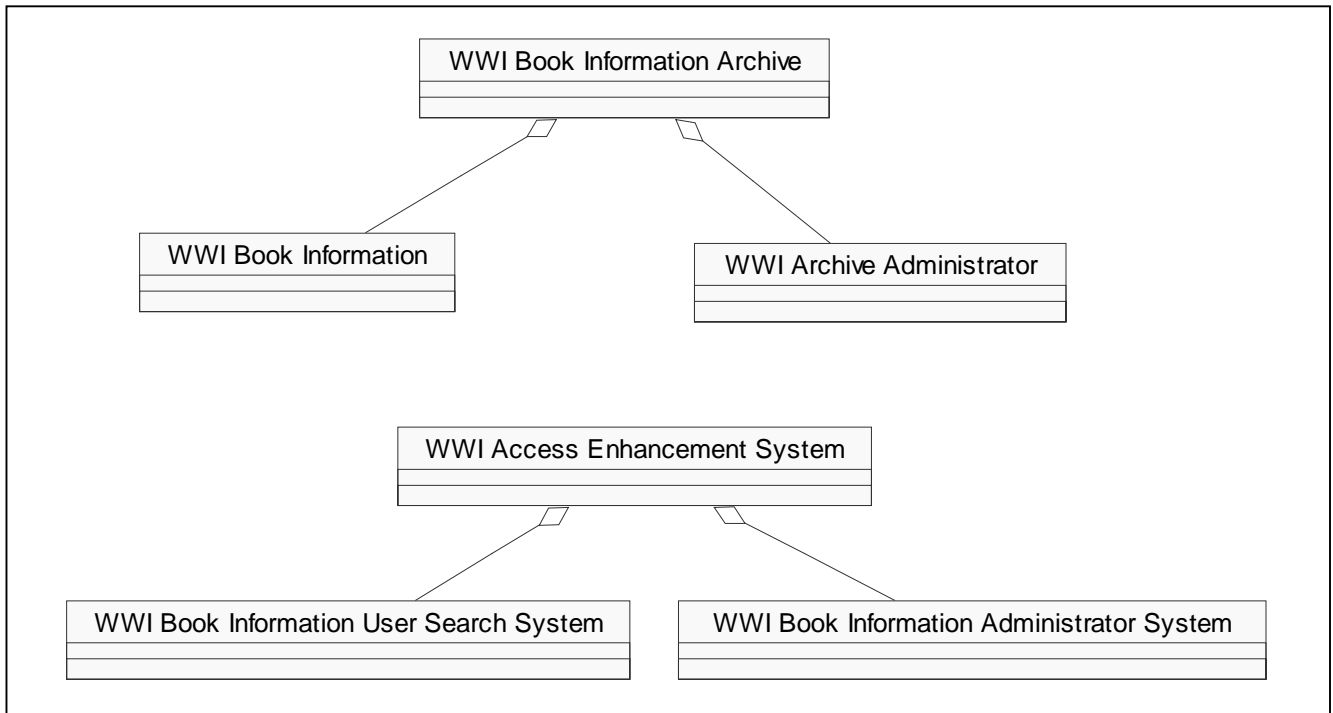 WWI Book Information Archive
WWI Book Information
WWI Archive Administrator
WWI Access Enhancement System
WWI Book Information User Search System
WWI Book Information Administrator System